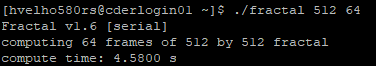 [hvelho580rs@cderlogin01 ~]$ ./fractal 512 64
Fractal v1.6 [serial]
computing 64 frames of 512 by 512 fractal
compute time: 4.5800 s